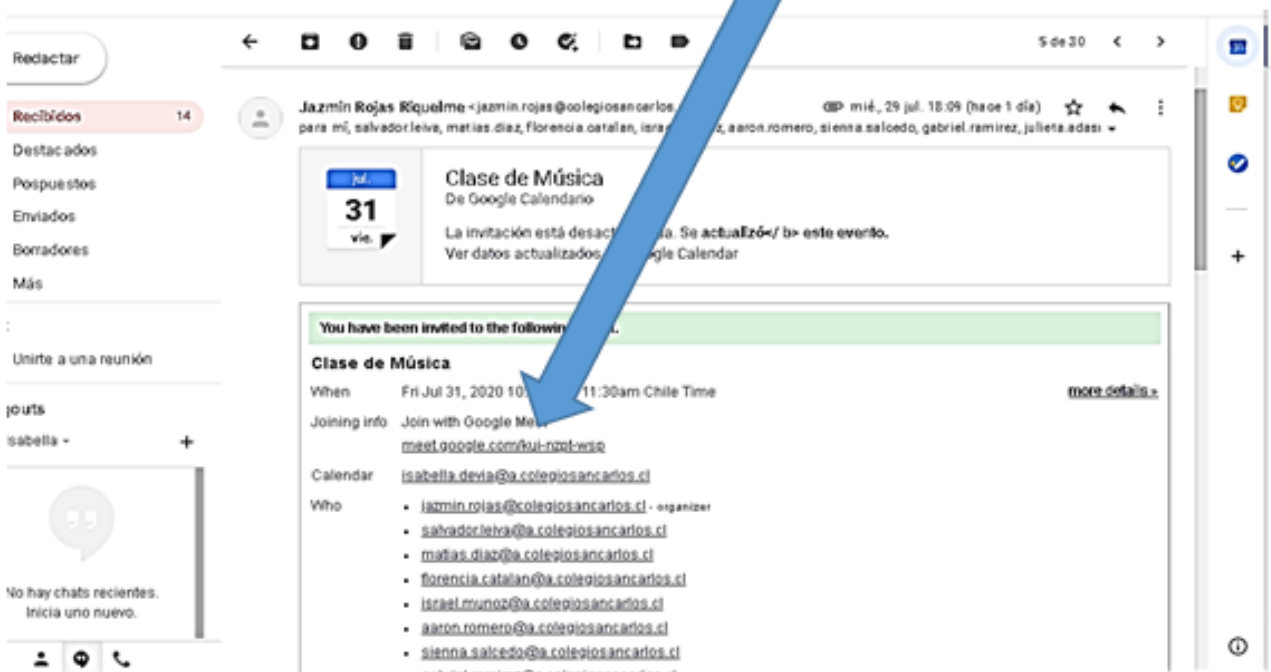 Redactar
Recibidos 14
Destacados
Pospuestos
Enviados
Borradores
Más
Unirte a una reunión
No hay chats recientes.
Inicia uno nuevo.
5 de 30
Jazmín Rojas Riquelme <jazmin.rojas@colegiosancarlos.
mié., 29 jul. 18:09 (hace 1 día)
para mí, salvador.leiva, matias.diaz, florencia.catalan, aaron.romero, sienna.salcedo, gabriel.ramirez,
jul.
31
vie.
Clase de Música
De Google Calendario
La invitación está Se actualizó</ b> este evento.
Ver datos actualizados Calendar
You have been invited to the
Clase de Música
When Fri Jul 31, 2020 11:30am Chile Time
more details »
Joining info Join with Google
meet.google.com/kui-nzpt-wsp
Calendar isabella.devia@a.colegiosancarlos.cl
Who
• jazmin.rojas@colegiosancarlos.cl - organizer
• salvador.leiva@a.colegiosancarlos.cl
• matias.diaz@a.colegiosancarlos.cl
• florencia.catalan@a.colegiosancarlos.cl
• israel.munoz@a.colegiosancarlos.cl
• aaron.romero@a.colegiosancarlos.cl
• sienna.salcedo@a.colegiosancarlos.cl